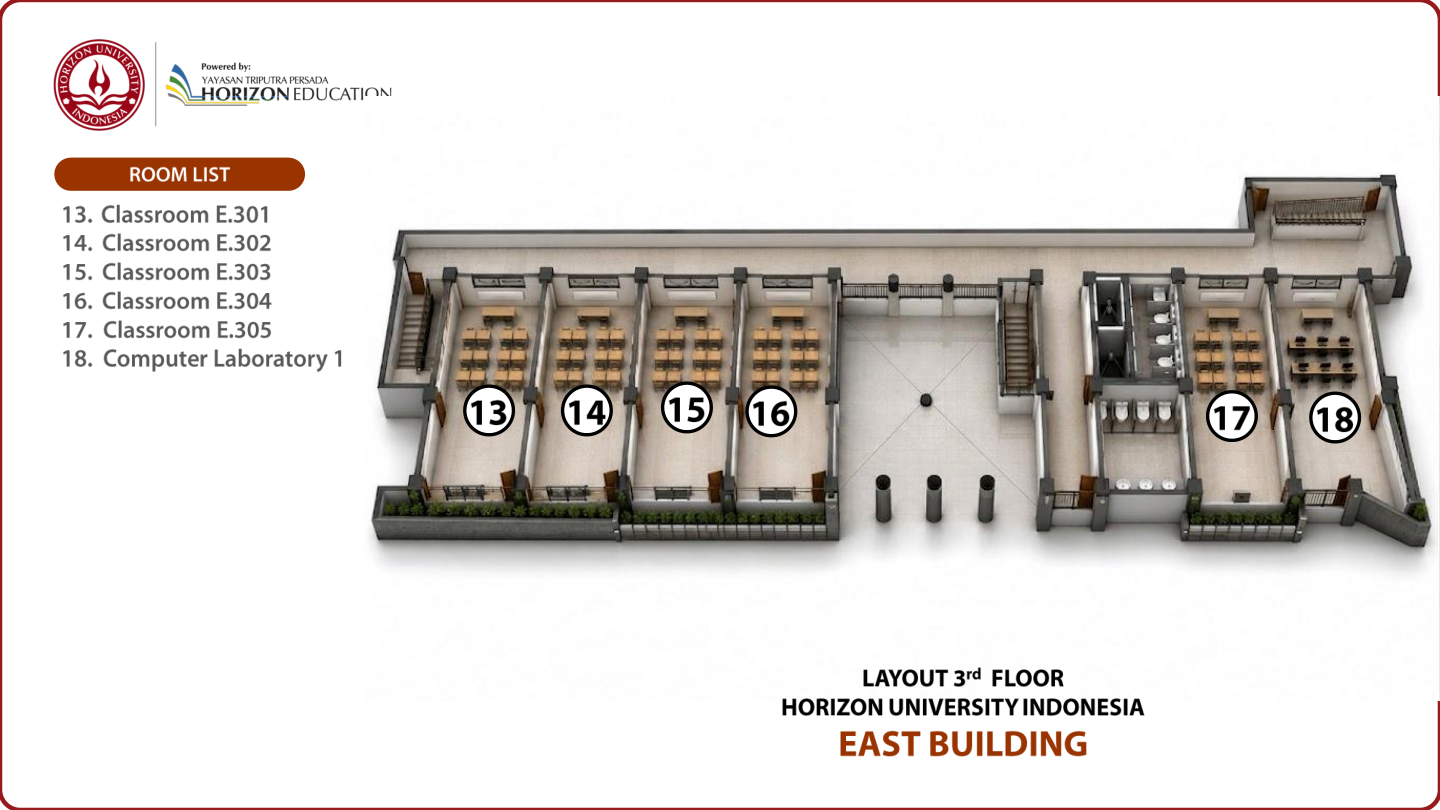 HORIZON UNIVERSITY
INDONESIA
Powered by:
YAYASAN TRIPUTRA PERSADA
HORIZON EDUCATION
ROOM LIST
13. Classroom E.301
14. Classroom E.302
15. Classroom E.303
16. Classroom E.304
17. Classroom E.305
18. Computer Laboratory 1
13
14
15
16
17
18
LAYOUT 3rd FLOOR
HORIZON UNIVERSITY INDONESIA
EAST BUILDING